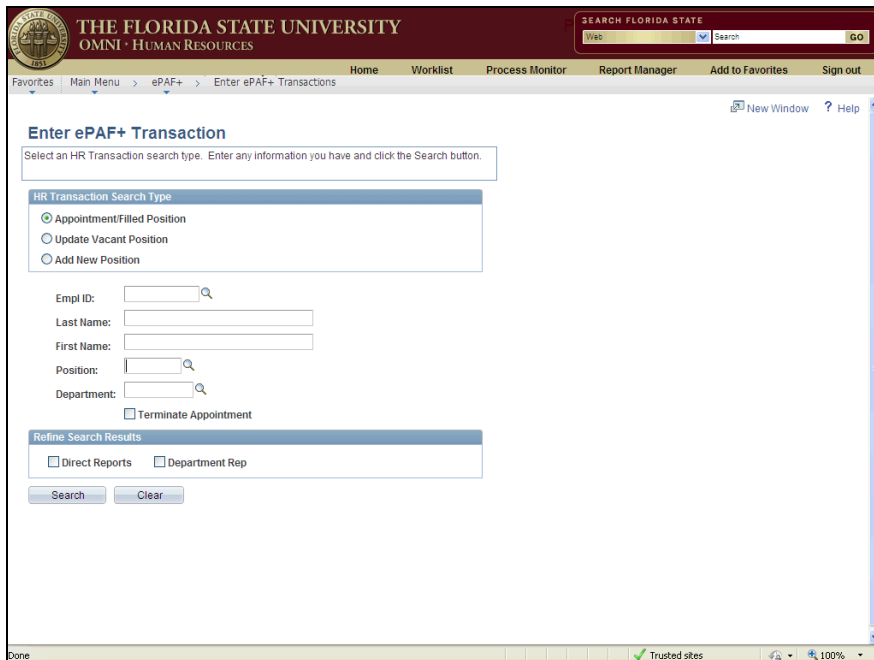 THE FLORIDA STATE UNIVERSITY
OMNI · HUMAN RESOURCES
SEARCH FLORIDA STATE
Web Search GO
Home Worklist Process Monitor Report Manager Add to Favorites Sign out
Favorites Main Menu > ePAF+ > Enter ePAF+ Transactions
New Window ? Help
Enter ePAF+ Transaction
Select an HR Transaction search type. Enter any information you have and click the Search button.
HR Transaction Search Type
Appointment/Filled Position
Update Vacant Position
Add New Position
Empl ID:
Last Name:
First Name:
Position:
Department:
Terminate Appointment
Refine Search Results
Direct Reports Department Rep
Search Clear
Done Trusted sites 100%